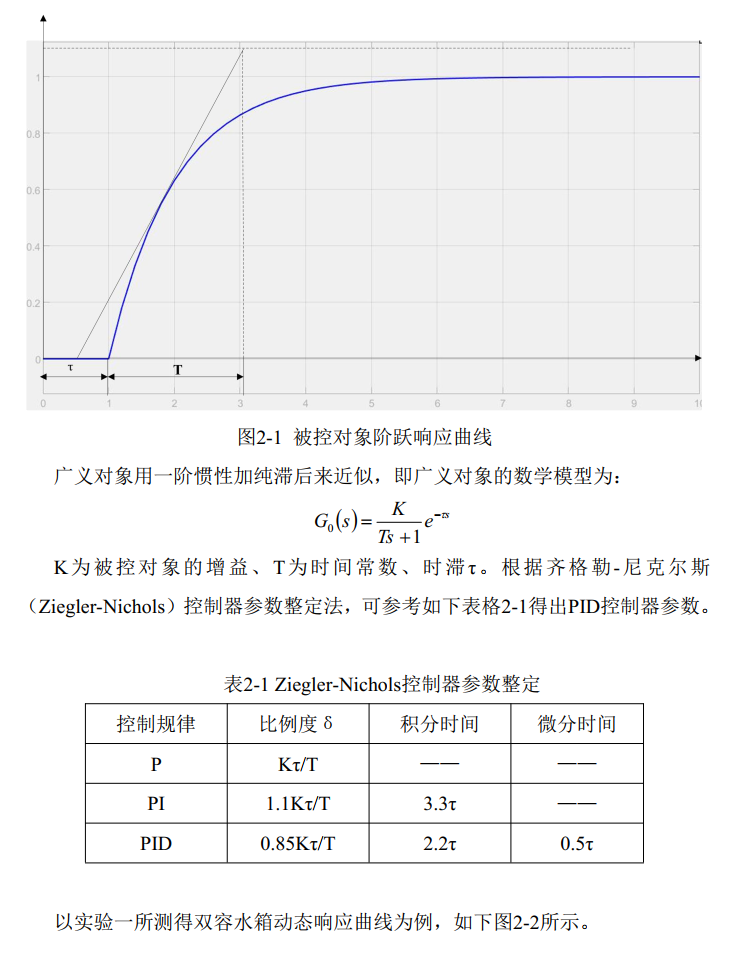 1
0.8
0.6
0.4
0.2
0
τ
T
0 1 2 3 4 5 6 7 8 9
图2-1 被控对象阶跃响应曲线
广义对象用一阶惯性加纯滞后来近似，即广义对象的数学模型为：
G₀(s)=K/(Ts+1) e^{-τs}
K为被控对象的增益、T为时间常数、时滞τ。根据齐格勒-尼克尔斯
（Ziegler-Nichols）控制器参数整定法，可参考如下表格2-1得出PID控制器参数。
表2-1 Ziegler-Nichols控制器参数整定
控制规律 比例度δ 积分时间 微分时间
P Kτ/T —— ——
PI 1.1Kτ/T 3.3τ ——
PID 0.85Kτ/T 2.2τ 0.5τ
以实验一所测得双容水箱动态响应曲线为例，如下图2-2所示。